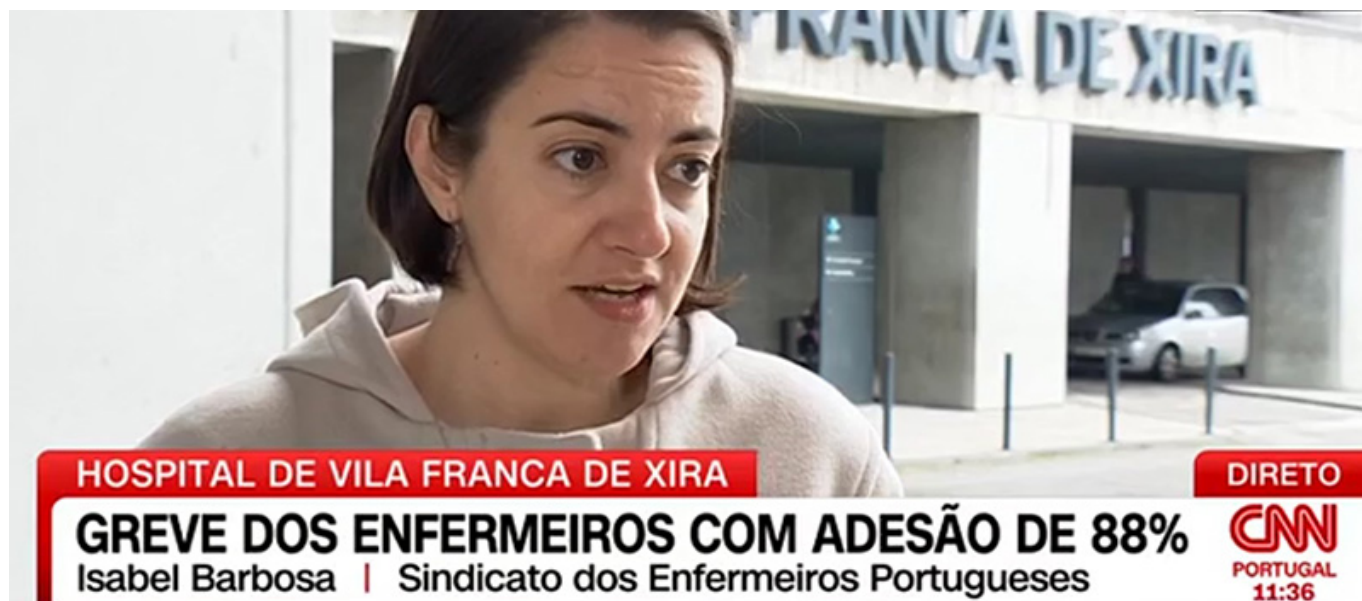 FRANCA DE XIRA
HOSPITAL DE VILA FRANCA DE XIRA
DIRETO
GREVE DOS ENFERMEIROS COM ADESÃO DE 88%
Isabel Barbosa | Sindicato dos Enfermeiros Portugueses
CNN
PORTUGAL
11:36